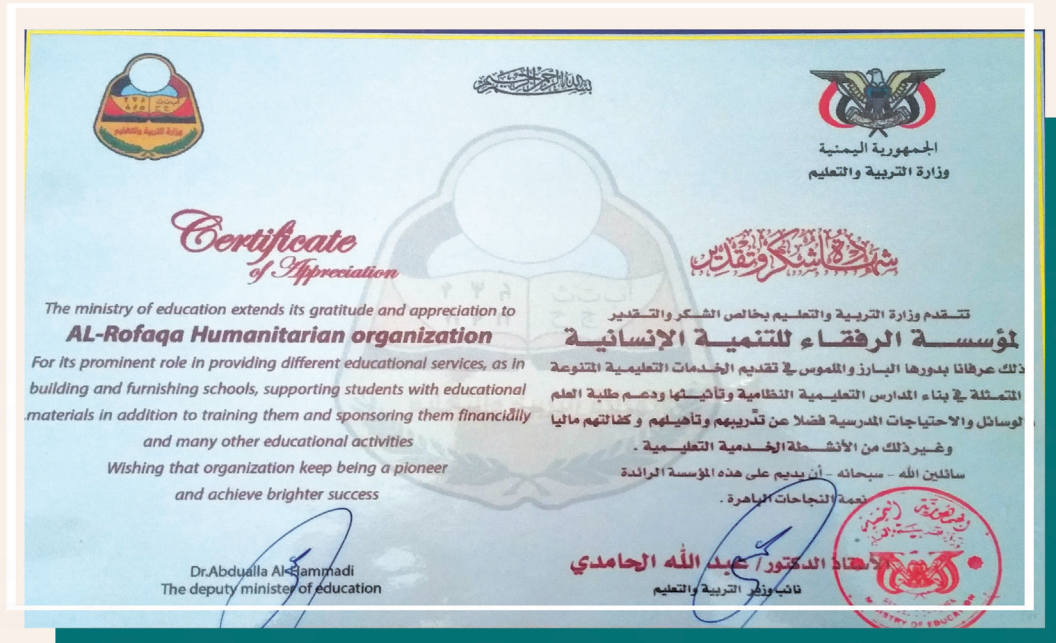 بسم الله الرحمن الرحيم
وزارة التربية والتعليم
الجمهورية اليمنية
وزارة التربية والتعليم
Certificate
of Appreciation
The ministry of education extends its gratitude and appreciation to
AL-Rofaqa Humanitarian organization
For its prominent role in providing different educational services, as in
building and furnishing schools, supporting students with educational
.materials in addition to training them and sponsoring them financially
and many other educational activities
Wishing that organization keep being a pioneer
and achieve brighter success
Dr.Abdualla Al-Hammadi
The deputy minister of education
شهادة شكر وتقدير
تتقدم وزارة التربية والتعليم بخالص الشكر والتقدير
لمؤسسة الرفقاء للتنمية الإنسانية
ذلك عرفانا بدورها البارز والملموس في تقديم الخدمات التعليمية المتنوعة
المتمثلة في بناء المدارس التعليمية النظامية وتأثيثها ودعم طلبة العلم
لوسائل والاحتياجات المدرسية فضلا عن تدريبهم وتأهيلهم وكفالتهم ماليا
وغير ذلك من الأنشطة الخدمية التعليمية .
سائلين الله - سبحانه - أن يديم على هذه المؤسسة الرائدة
نعمة النجاحات الباهرة .
الأستاذ الدكتور/ عبد الله الحامدي
نائب وزير التربية والتعليم
MINISTRY OF EDUCATION